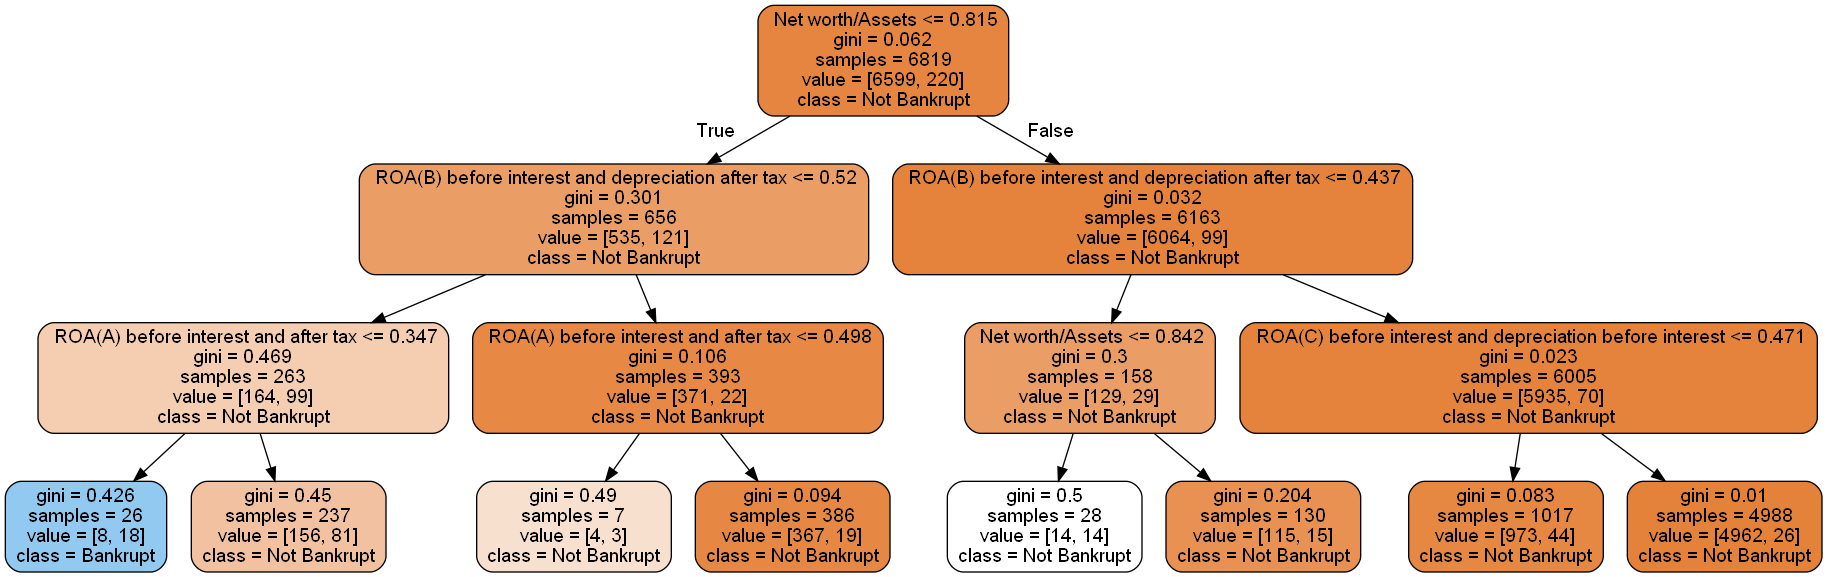 Net worth/Assets <= 0.815
gini = 0.062
samples = 6819
value = [6599, 220]
class = Not Bankrupt
True
False
ROA(B) before interest and depreciation after tax <= 0.52
gini = 0.301
samples = 656
value = [535, 121]
class = Not Bankrupt
ROA(B) before interest and depreciation after tax <= 0.437
gini = 0.032
samples = 6163
value = [6064, 99]
class = Not Bankrupt
ROA(A) before interest and after tax <= 0.347
gini = 0.469
samples = 263
value = [164, 99]
class = Not Bankrupt
ROA(A) before interest and after tax <= 0.498
gini = 0.106
samples = 393
value = [371, 22]
class = Not Bankrupt
Net worth/Assets <= 0.842
gini = 0.3
samples = 158
value = [129, 29]
class = Not Bankrupt
ROA(C) before interest and depreciation before interest <= 0.471
gini = 0.023
samples = 6005
value = [5935, 70]
class = Not Bankrupt
gini = 0.426
samples = 26
value = [8, 18]
class = Bankrupt
gini = 0.45
samples = 237
value = [156, 81]
class = Not Bankrupt
gini = 0.49
samples = 7
value = [4, 3]
class = Not Bankrupt
gini = 0.094
samples = 386
value = [367, 19]
class = Not Bankrupt
gini = 0.5
samples = 28
value = [14, 14]
class = Not Bankrupt
gini = 0.204
samples = 130
value = [115, 15]
class = Not Bankrupt
gini = 0.083
samples = 1017
value = [973, 44]
class = Not Bankrupt
gini = 0.01
samples = 4988
value = [4962, 26]
class = Not Bankrupt